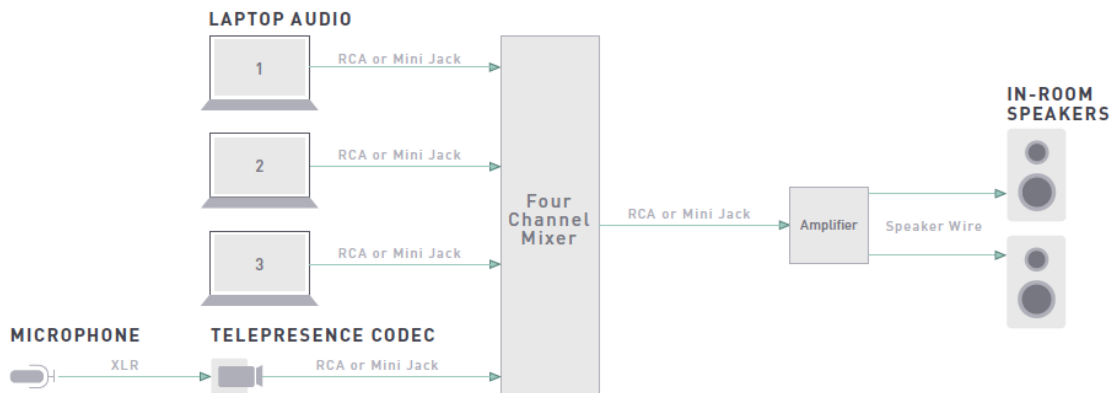 LAPTOP AUDIO
1
RCA or Mini Jack
2
RCA or Mini Jack
3
RCA or Mini Jack
MICROPHONE
XLR
TELEPRESENCE CODEC
RCA or Mini Jack
Four
Channel
Mixer
RCA or Mini Jack
Amplifier
Speaker Wire
IN-ROOM
SPEAKERS